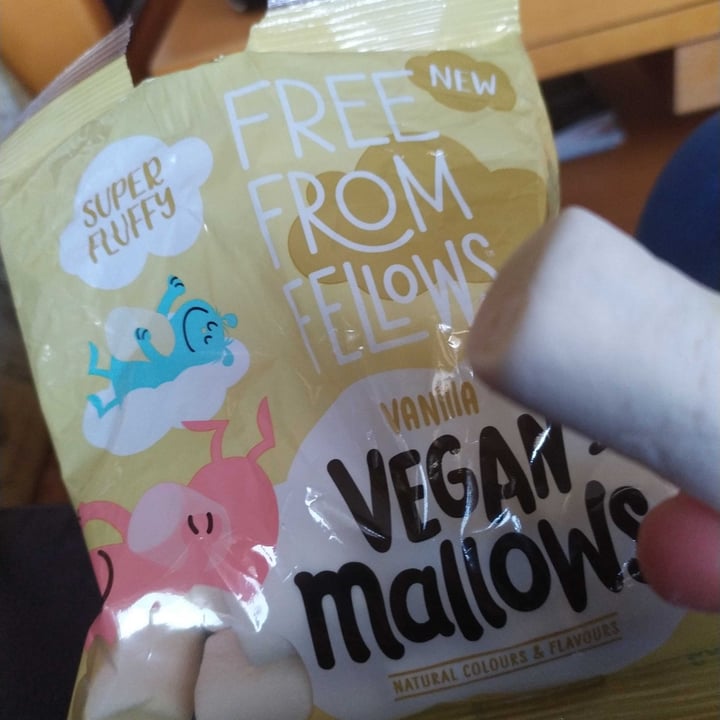 NEW
FREE
FROM
FELLOWS
SUPER
FLUFFY
VANILLA
VEGAN
mallows
NATURAL COLOURS & FLAVOURS